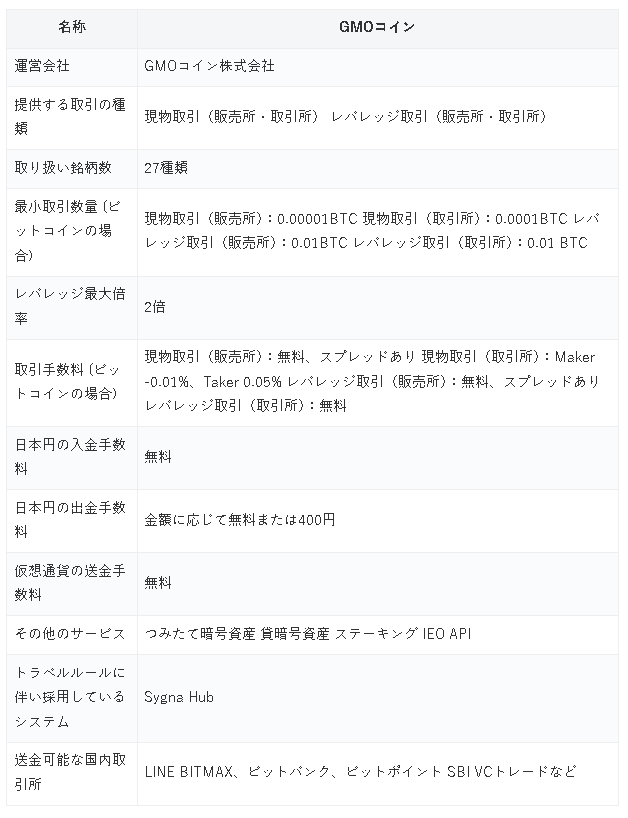 名称
GMOコイン
運営会社
GMOコイン株式会社
提供する取引の種
類
現物取引（販売所・取引所） レバレッジ取引（販売所・取引所）
取り扱い銘柄数
27種類
最小取引数量 (ビ
ットコインの場
合)
現物取引（販売所）：0.00001BTC 現物取引（取引所）：0.0001BTC レバ
レッジ取引（販売所）：0.01BTC レバレッジ取引（取引所）：0.01 BTC
レバレッジ最大倍
率
2倍
取引手数料 (ビッ
トコインの場合)
現物取引（販売所）：無料、スプレッドあり 現物取引（取引所）：Maker
-0.01%、Taker 0.05% レバレッジ取引（販売所）：無料、スプレッドあり
レバレッジ取引（取引所）：無料
日本円の入金手数
料
無料
日本円の出金手数
料
金額に応じて無料または400円
仮想通貨の送金手
数料
無料
その他のサービス
つみたて暗号資産 貸暗号資産 ステーキング IEO API
トラベルルールに
伴い採用している
システム
Sygna Hub
送金可能な国内取
引所
LINE BITMAX、ビットバンク、ビットポイント SBI VCトレードなど